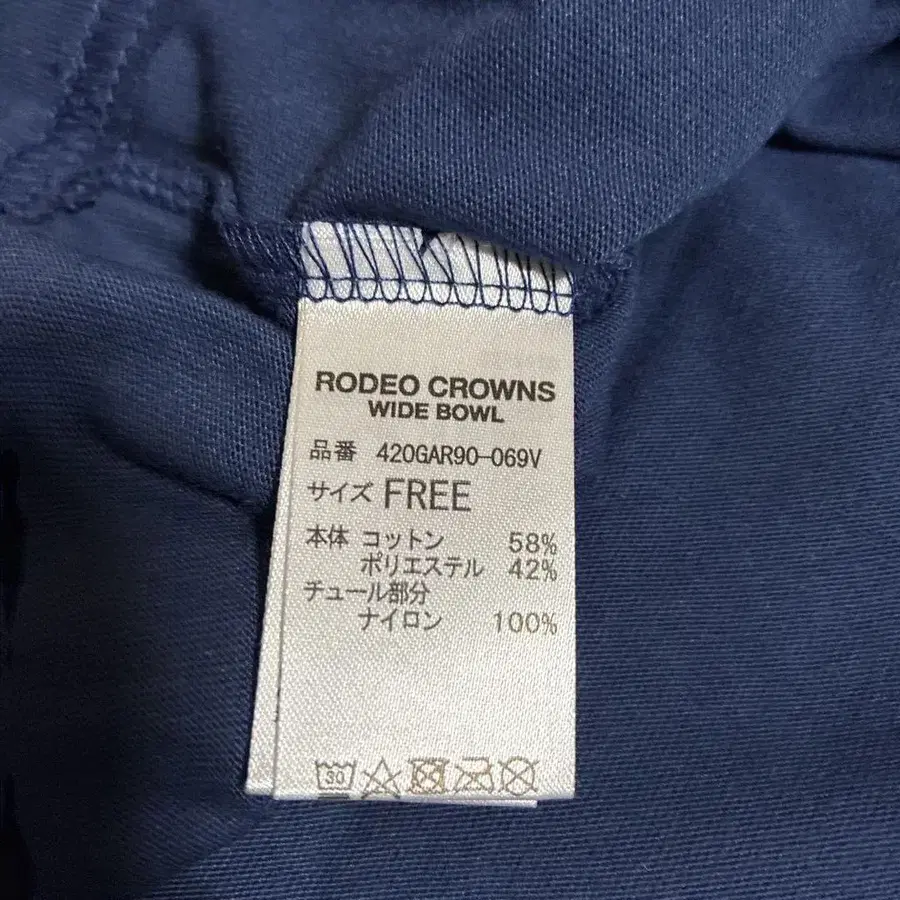 RODEO CROWNS
WIDE BOWL
品番 420GAR90-069V
サイズ FREE
本体 コットン 58%
ポリエステル 42%
チュール部分
ナイロン 100%
30